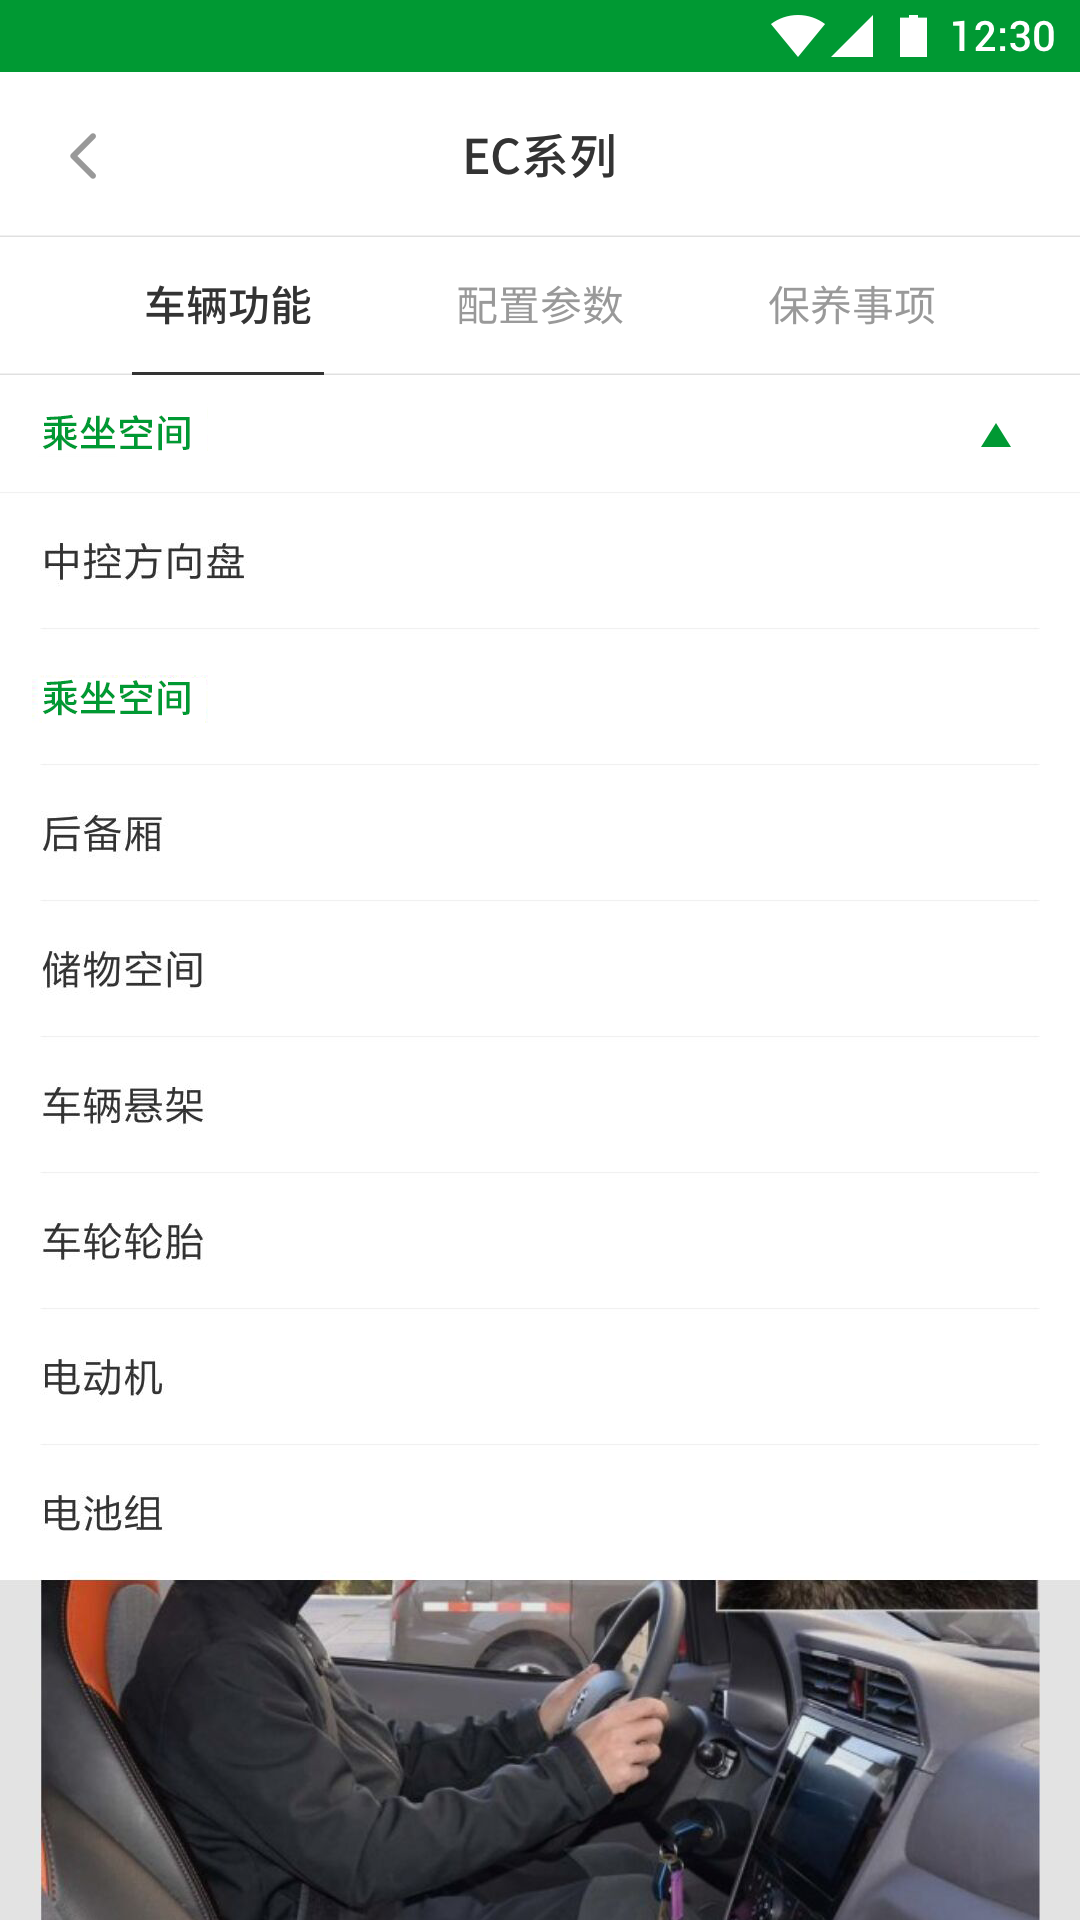 12:30
EC系列
车辆功能
配置参数
保养事项
乘坐空间
中控方向盘
乘坐空间
后备厢
储物空间
车辆悬架
车轮轮胎
电动机
电池组